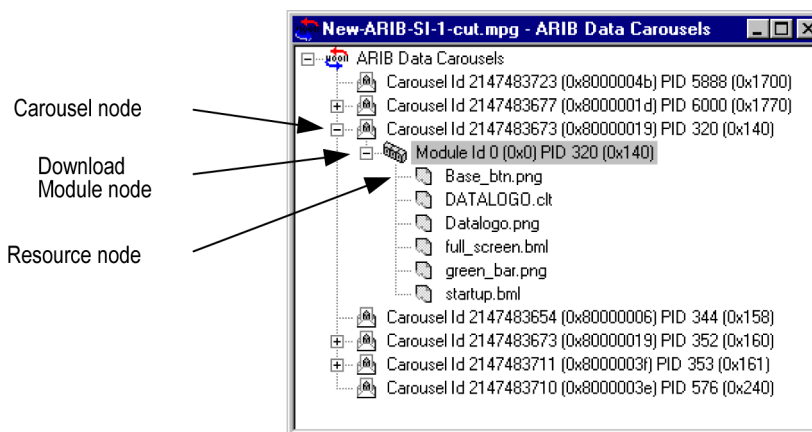 New-ARIB-SI-1-cut.mpg - ARIB Data Carousels
ARIB Data Carousels
Carousel Id 2147483723 (0x8000004b) PID 5888 (0x1700)
Carousel Id 2147483677 (0x8000001d) PID 6000 (0x1770)
Carousel node
Carousel Id 2147483673 (0x80000019) PID 320 (0x140)
Download
Module node
Module Id 0 (0x0) PID 320 (0x140)
Resource node
Base_btn.png
DATALOGO.clt
Datalogo.png
full_screen.bml
green_bar.png
startup.bml
Carousel Id 2147483654 (0x80000006) PID 344 (0x158)
Carousel Id 2147483673 (0x80000019) PID 352 (0x160)
Carousel Id 2147483711 (0x8000003f) PID 353 (0x161)
Carousel Id 2147483710 (0x8000003e) PID 576 (0x240)